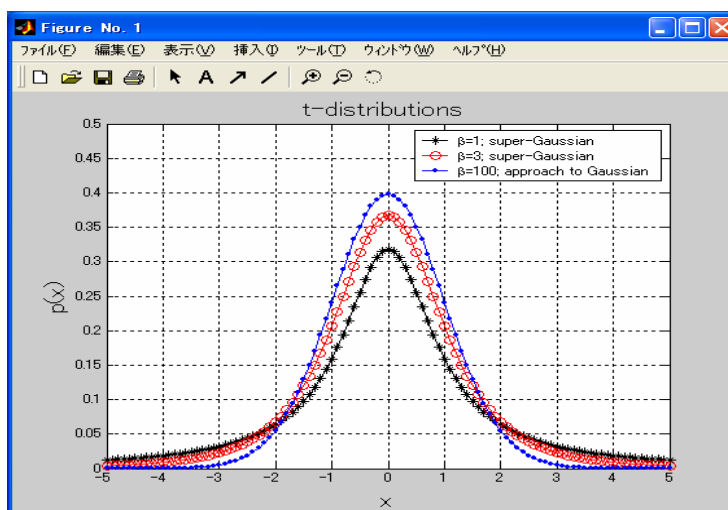 Figure No. 1
ファイル(F) 編集(E) 表示(V) 挿入(I) ツール(T) ウィンドウ(W) ヘルプ(H)
A
t-distributions
β=1; super-Gaussian
β=3; super-Gaussian
β=100; approach to Gaussian
0.5
0.45
0.4
0.35
0.3
0.25
0.2
0.15
0.1
0.05
0
p(x)
-5 -4 -3 -2 -1 0 1 2 3 4 5
x